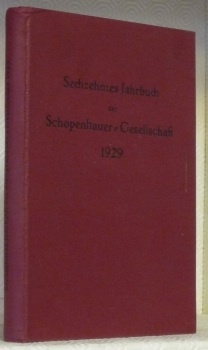 Sechzehntes Jahrbuch
der
Schopenhauer-Gesellschaft
1929